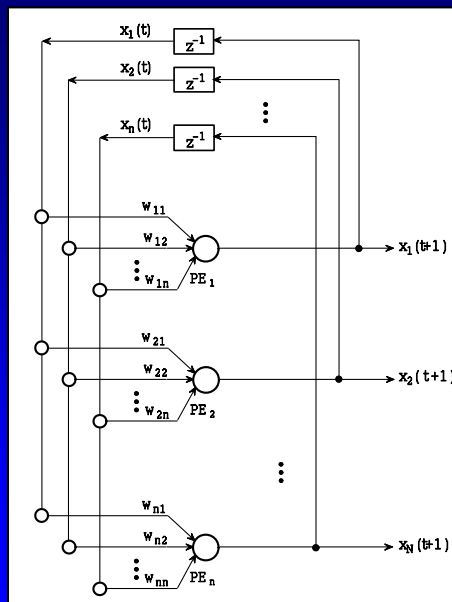 x₁(t)
z⁻¹
x₂(t)
z⁻¹
xₙ(t)
z⁻¹
w₁₁
w₁₂
x₁(t+1)
w₁ₙ
PE₁
w₂₁
w₂₂
x₂(t+1)
w₂ₙ
PE₂
wₙ₁
wₙ₂
x_N(t+1)
wₙₙ
PEₙ